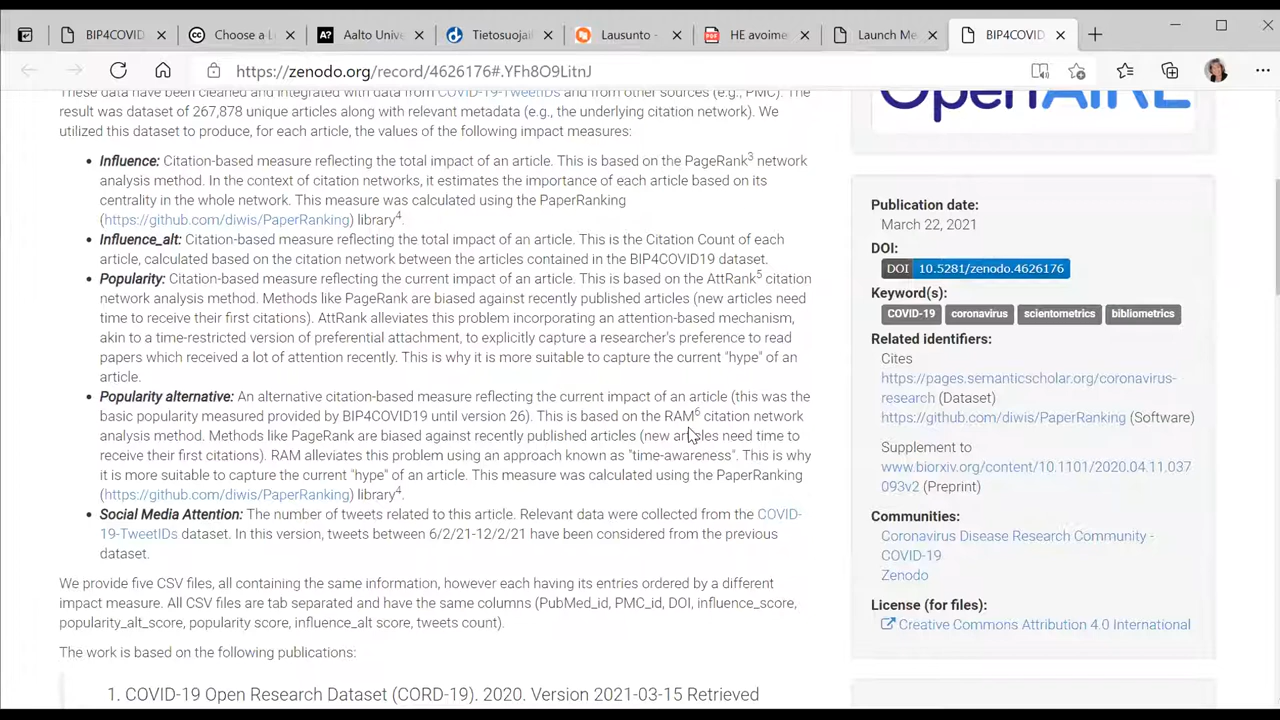 BIP4COVID
Choose a L
A? Aalto Univ
Tietosuojai
Lausunto -
HE avoime
Launch Me
BIP4COVID
https://zenodo.org/record/4626176#.YFh8O9LitnJ
These data have been cleaned and integrated with data from COVID-19-TweetIDs and from other sources (e.g., PMC). The
result was dataset of 267,878 unique articles along with relevant metadata (e.g., the underlying citation network). We
utilized this dataset to produce, for each article, the values of the following impact measures:
• Influence: Citation-based measure reflecting the total impact of an article. This is based on the PageRank3 network
analysis method. In the context of citation networks, it estimates the importance of each article based on its
centrality in the whole network. This measure was calculated using the PaperRanking
(https://github.com/diwis/PaperRanking) library4.
• Influence_alt: Citation-based measure reflecting the total impact of an article. This is the Citation Count of each
article, calculated based on the citation network between the articles contained in the BIP4COVID19 dataset.
• Popularity: Citation-based measure reflecting the current impact of an article. This is based on the AttRank5 citation
network analysis method. Methods like PageRank are biased against recently published articles (new articles need
time to receive their first citations). AttRank alleviates this problem incorporating an attention-based mechanism,
akin to a time-restricted version of preferential attachment, to explicitly capture a researcher's preference to read
papers which received a lot of attention recently. This is why it is more suitable to capture the current "hype" of an
article.
• Popularity alternative: An alternative citation-based measure reflecting the current impact of an article (this was the
basic popularity measured provided by BIP4COVID19 until version 26). This is based on the RAM6 citation network
analysis method. Methods like PageRank are biased against recently published articles (new articles need time to
receive their first citations). RAM alleviates this problem using an approach known as "time-awareness". This is why
it is more suitable to capture the current "hype" of an article. This measure was calculated using the PaperRanking
(https://github.com/diwis/PaperRanking) library4.
• Social Media Attention: The number of tweets related to this article. Relevant data were collected from the COVID-
19-TweetIDs dataset. In this version, tweets between 6/2/21-12/2/21 have been considered from the previous
dataset.
We provide five CSV files, all containing the same information, however each having its entries ordered by a different
impact measure. All CSV files are tab separated and have the same columns (PubMed_id, PMC_id, DOI, influence_score,
popularity_alt_score, popularity score, influence_alt score, tweets count).
The work is based on the following publications:
1. COVID-19 Open Research Dataset (CORD-19). 2020. Version 2021-03-15 Retrieved
OpenAIRE
Publication date:
March 22, 2021
DOI:
DOI 10.5281/zenodo.4626176
Keyword(s):
COVID-19 coronavirus scientometrics bibliometrics
Related identifiers:
Cites
https://pages.semanticscholar.org/coronavirus-
research (Dataset)
https://github.com/diwis/PaperRanking (Software)
Supplement to
www.biorxiv.org/content/10.1101/2020.04.11.037
093v2 (Preprint)
Communities:
Coronavirus Disease Research Community -
COVID-19
Zenodo
License (for files):
Creative Commons Attribution 4.0 International